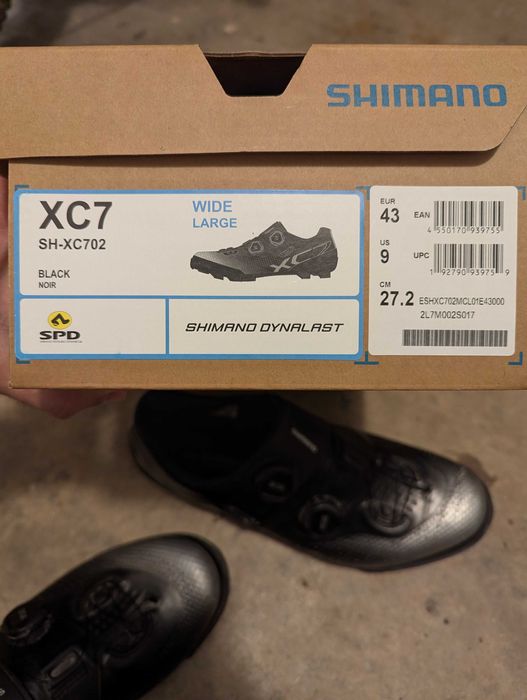 SHIMANO
XC7
SH-XC702
WIDE
LARGE
BLACK
NOIR
SPD
SHIMANO DYNALAST
EUR
43
EAN
4 550170 939755
US
9
UPC
1 92790 93975 9
CM
27.2
ESHXC702MCL01E43000
2L7M002S017